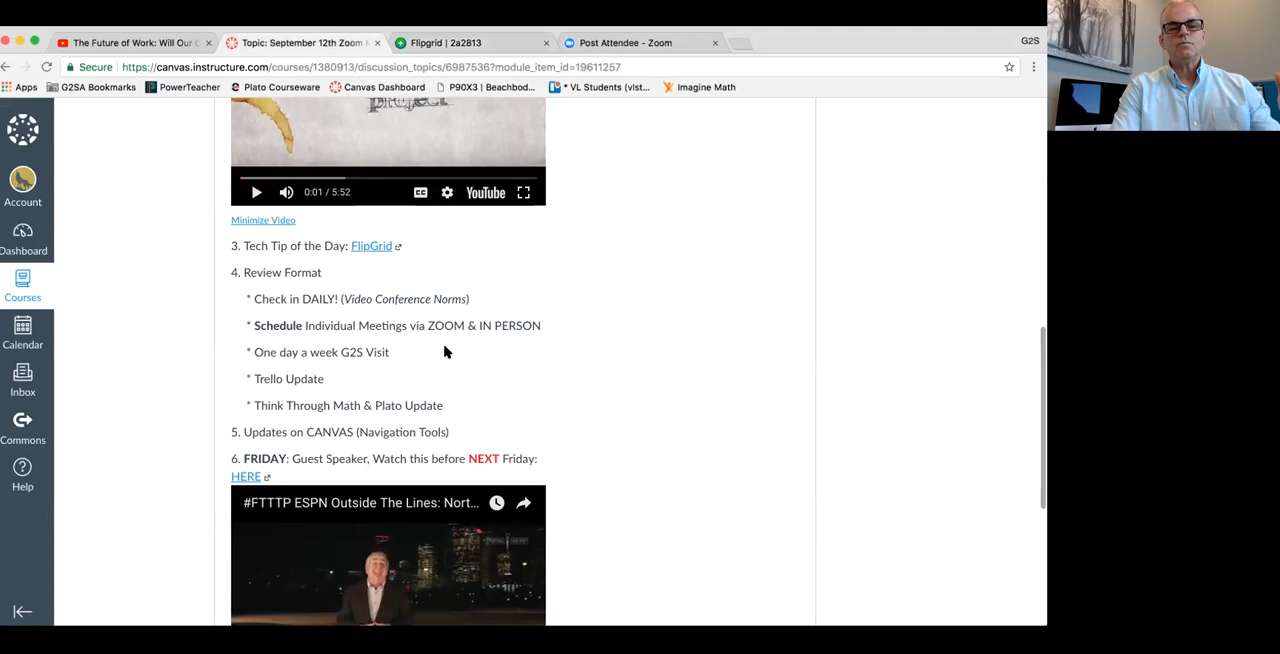 The Future of Work: Will Our C
Topic: September 12th Zoom M
Flipgrid | 2a2813
Post Attendee - Zoom
G2S
Secure
https://canvas.instructure.com/courses/1380913/discussion_topics/6987536?module_item_id=19611257
Apps
G2SA Bookmarks
PowerTeacher
Plato Courseware
Canvas Dashboard
P90X3 | Beachbod...
* VL Students (vlst...
Imagine Math
Account
Dashboard
Courses
Calendar
Inbox
Commons
Help
0:01 / 5:52
CC
YouTube
Minimize Video
3. Tech Tip of the Day: FlipGrid
4. Review Format
* Check in DAILY! (Video Conference Norms)
* Schedule Individual Meetings via ZOOM & IN PERSON
* One day a week G2S Visit
* Trello Update
* Think Through Math & Plato Update
5. Updates on CANVAS (Navigation Tools)
6. FRIDAY: Guest Speaker, Watch this before NEXT Friday:
HERE
#FTTTP ESPN Outside The Lines: Nort...